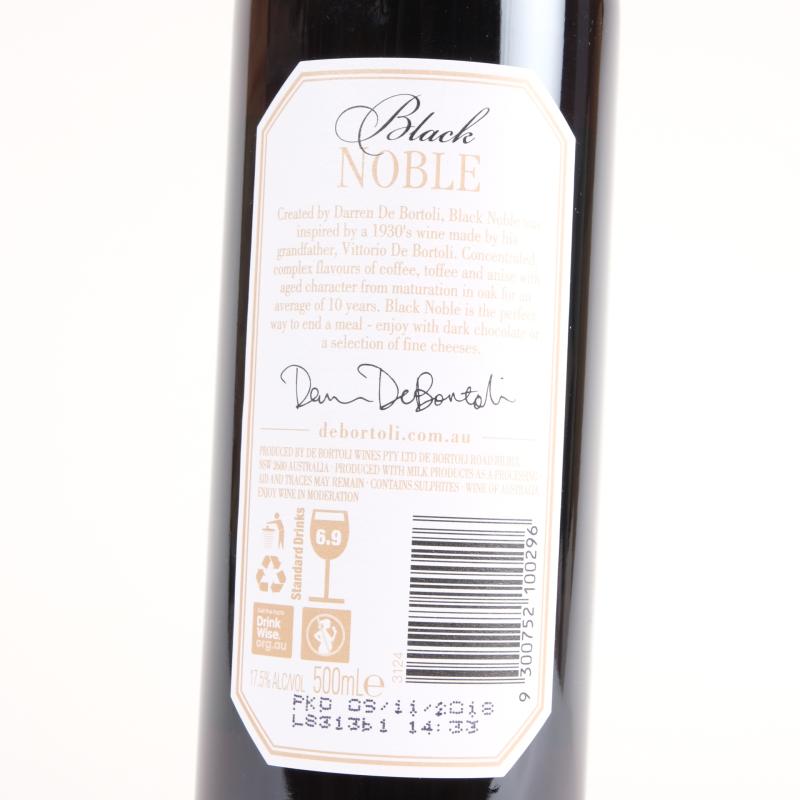 Black
NOBLE
Created by Darren De Bortoli, Black Noble was
inspired by a 1930's wine made by his
grandfather, Vittorio De Bortoli. Concentrated,
complex flavours of coffee, toffee and anise with
aged character from maturation in oak for an
average of 10 years. Black Noble is the perfect
way to end a meal - enjoy with dark chocolate or
a selection of fine cheeses.
Darren De Bortoli
debortoli.com.au
PRODUCED BY DE BORTOLI WINES PTY LTD DE BORTOLI ROAD BILBUL
NSW 2680 AUSTRALIA · PRODUCED WITH MILK PRODUCTS AS A PROCESSING
AID AND TRACES MAY REMAIN · CONTAINS SULPHITES · WINE OF AUSTRALIA
ENJOY WINE IN MODERATION
Standard Drinks
6.9
Get the facts
Drink
Wise.
org.au
17.5% ALC/VOL 500mL e
3124
9 300752 100296
PKD 09/11/2018
L8313b1 14:33